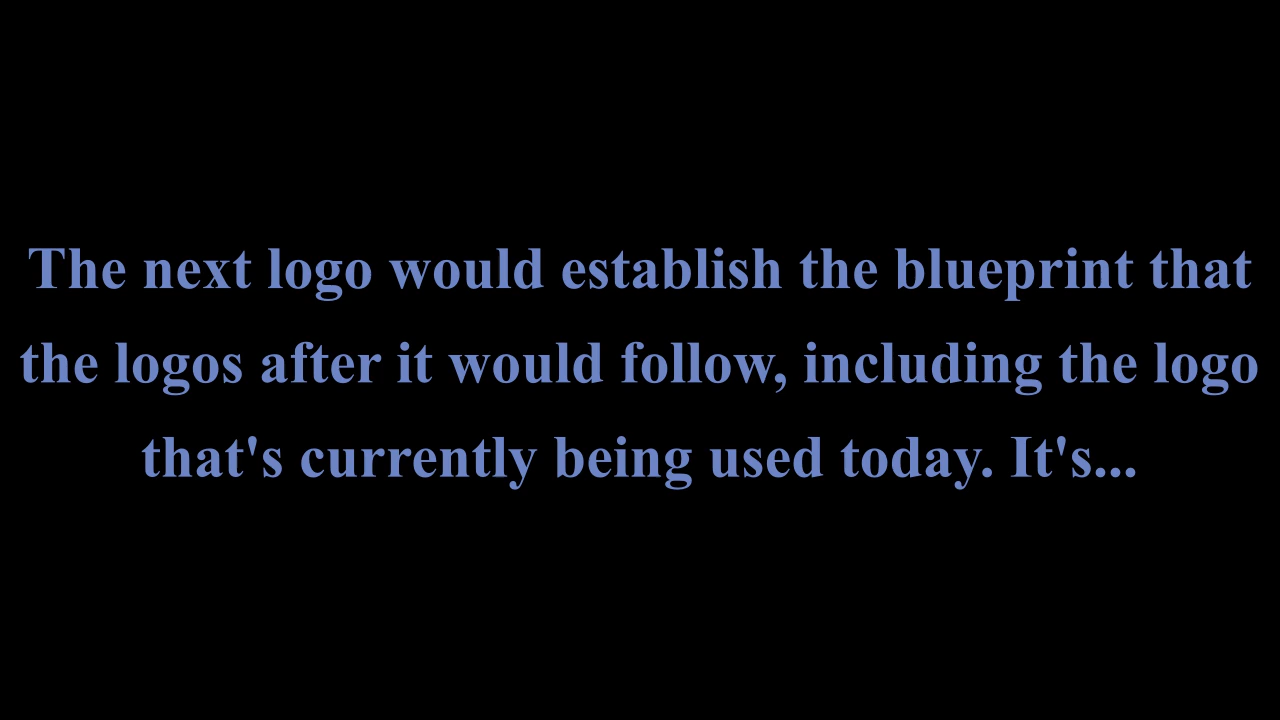 The next logo would establish the blueprint that
the logos after it would follow, including the logo
that's currently being used today. It's...